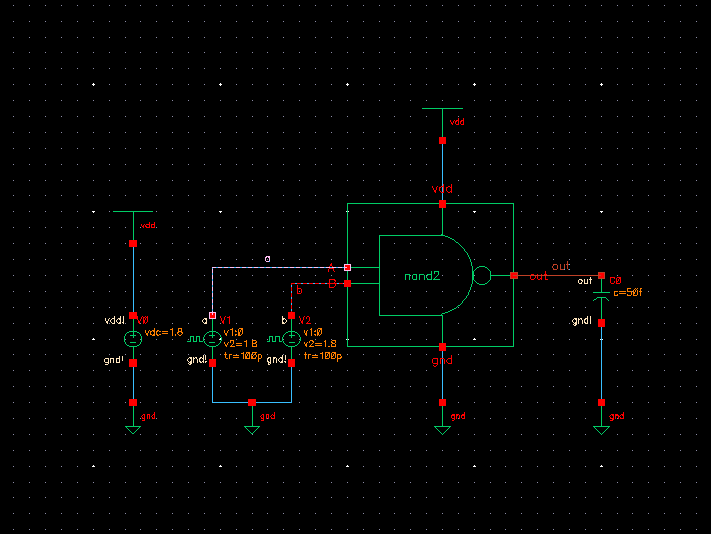 vdd
vdd
vdd
a
A
nand2
out
out
B
b
out
C0
c=50f
vdd!
V0
vdc=1.8
a
V1
v1:0
v2=1.8
tr=100p
b
V2
v1:0
v2=1.8
tr=100p
gnd!
gnd!
gnd!
gnd!
gnd
gnd
gnd
gnd
gnd